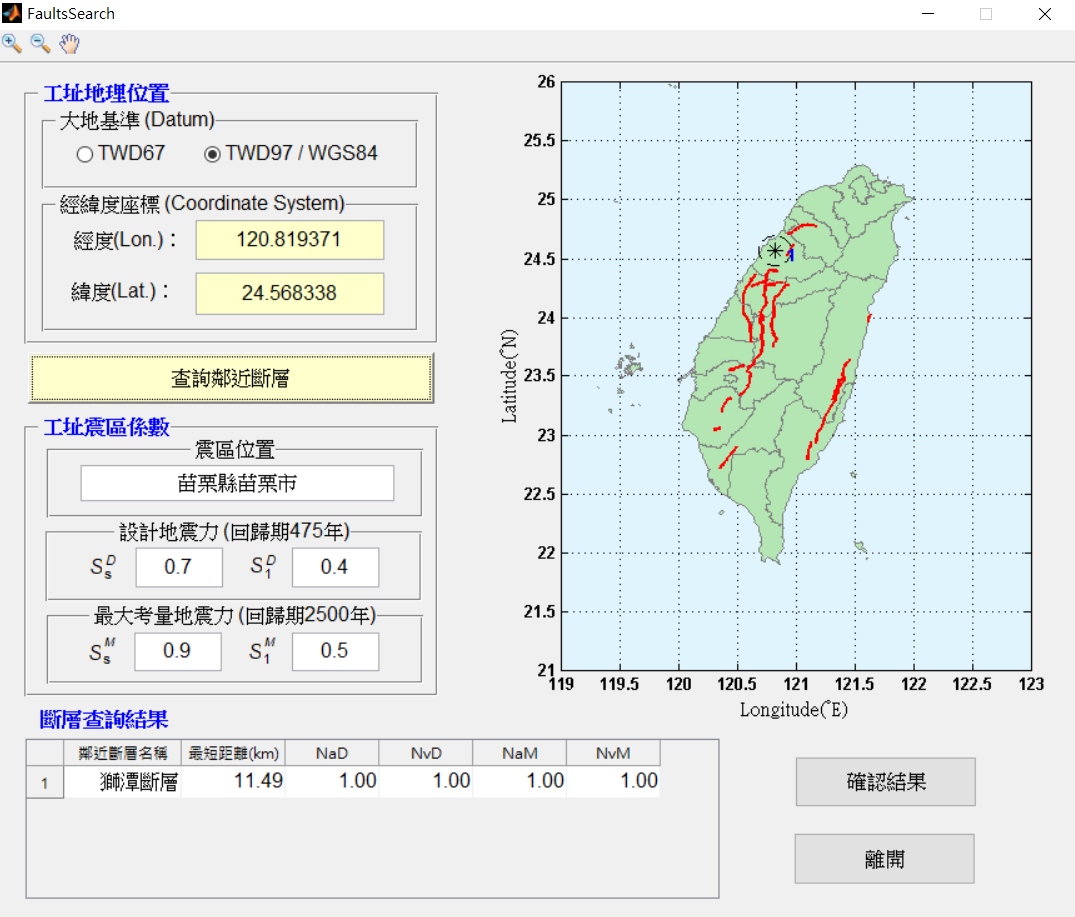 FaultsSearch
工址地理位置
大地基準 (Datum)
TWD67
TWD97 / WGS84
經緯度座標 (Coordinate System)
經度(Lon.)：
120.819371
緯度(Lat.)：
24.568338
查詢鄰近斷層
工址震區係數
震區位置
苗栗縣苗栗市
設計地震力 (回歸期475年)
S_s^D 0.7 S_1^D 0.4
最大考量地震力 (回歸期2500年)
S_s^M 0.9 S_1^M 0.5
26
25.5
25
24.5
24
23.5
23
22.5
22
21.5
21
119 119.5 120 120.5 121 121.5 122 122.5 123
Latitude(°N)
Longitude(°E)
1
斷層查詢結果
鄰近斷層名稱 最短距離(km) NaD NvD NaM NvM
1 獅潭斷層 11.49 1.00 1.00 1.00 1.00
確認結果
離開